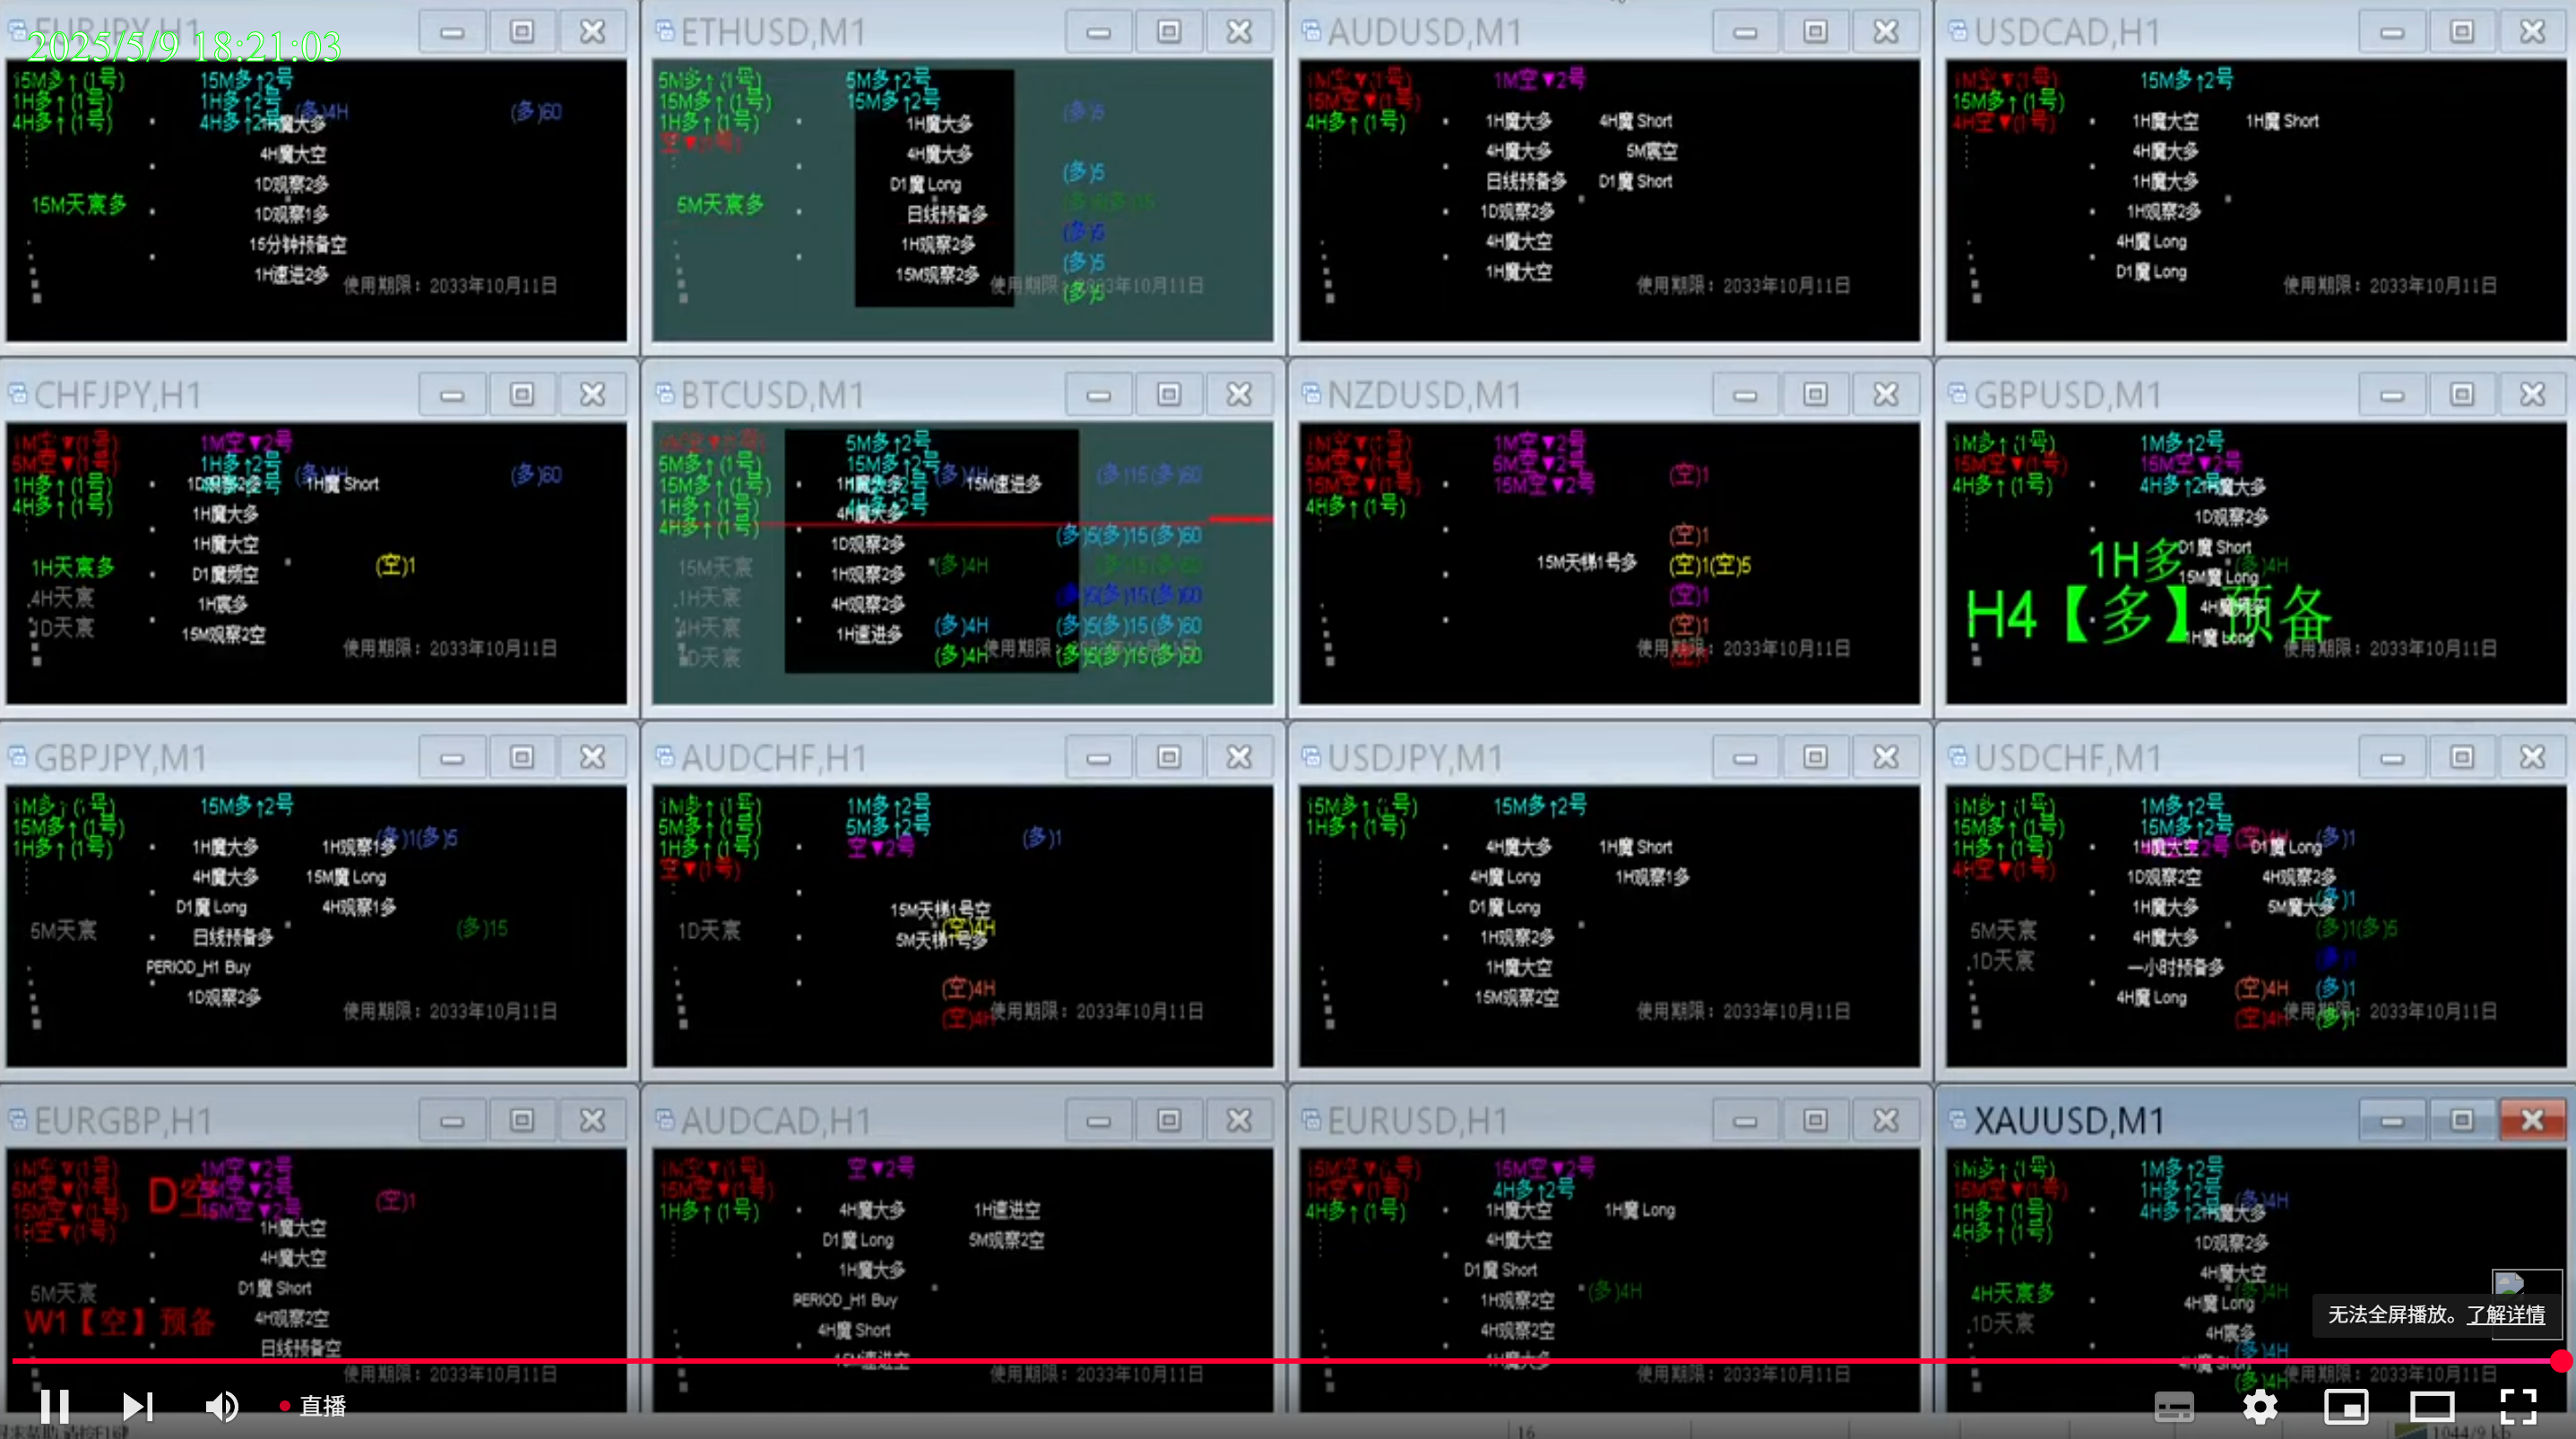 EURJPY,H1
2025/5/9 18:21:03
15M多↑(1号)
15M多↑2号
1H多↑(1号)
1H多↑2号
(多)4H
(多)60
4H多↑(1号)
4H多↑2号
1H魔大多
4H魔大空
1D观察2多
15M天宸多
1D观察1多
15分钟预备空
1H速进2多
使用期限：2033年10月11日
ETHUSD,M1
5M多↑(1号)
5M多↑2号
15M多↑(1号)
15M多↑2号
(多)5
1H多↑(1号)
1H魔大多
空▼(1号)
4H魔大多
(多)5
D1魔 Long
5M天宸多
日线预备多
(多)5
1H观察2多
(多)5
15M观察2多
(多)5
使用期限：2033年10月11日
AUDUSD,M1
1M空▼(1号)
1M空▼2号
15M空▼(1号)
4H多↑(1号)
1H魔大多
4H魔 Short
4H魔大多
5M宸空
日线预备多
D1魔 Short
1D观察2多
4H魔大空
1H魔大空
使用期限：2033年10月11日
USDCAD,H1
1M空▼(1号)
15M多↑2号
15M多↑(1号)
4H空▼(1号)
1H魔大空
1H魔 Short
4H魔大多
1H魔大多
1H观察2多
4H魔 Long
D1魔 Long
使用期限：2033年10月11日
CHFJPY,H1
1M空▼(1号)
1M空▼2号
5M空▼(1号)
1H多↑2号
(多)4H
(多)60
1H多↑(1号)
1D观察2多
1H魔 Short
4H多↑(1号)
1H魔大多
1H魔大空
1H天宸多
(空)1
D1魔频空
4H天宸
1H宸多
1D天宸
15M观察2空
使用期限：2033年10月11日
BTCUSD,M1
5M多↑2号
5M多↑(1号)
15M多↑2号
(多)4H
(多)15(多)60
15M多↑(1号)
1H魔大多
15M速进多
1H多↑(1号)
4H魔大多
4H多↑(1号)
1D观察2多
(多)5(多)15(多)60
15M天宸
1H观察2多
(多)4H
1H天宸
4H观察2多
(多)5(多)15(多)60
4H天宸
1H速进多
(多)4H
(多)5(多)15(多)60
D天宸
(多)4H
(多)5(多)15(多)60
使用期限：
NZDUSD,M1
1M空▼(1号)
1M空▼2号
5M空▼(1号)
5M空▼2号
(空)1
15M空▼(1号)
15M空▼2号
4H多↑(1号)
(空)1
15M天梯1号多
(空)1(空)5
(空)1
(空)1
使用期限：2033年10月11日
GBPUSD,M1
1M多↑(1号)
1M多↑2号
15M空▼(1号)
15M空▼2号
4H多↑(1号)
4H多↑2号
1H魔大多
1D观察2多
1H多
D1魔 Short
(多)4H
15M魔 Long
H4【多】预备
4H魔频多
1H魔 Long
使用期限：2033年10月11日
GBPJPY,M1
1M多↑(1号)
15M多↑2号
15M多↑(1号)
(多)1(多)5
1H多↑(1号)
1H魔大多
1H观察1多
4H魔大多
15M魔 Long
D1魔 Long
4H观察1多
5M天宸
日线预备多
(多)15
PERIOD_H1 Buy
1D观察2多
使用期限：2033年10月11日
AUDCHF,H1
1M多↑(1号)
1M多↑2号
5M多↑(1号)
5M多↑2号
(多)1
1H多↑(1号)
空▼2号
空▼(1号)
15M天梯1号空
1D天宸
(空)4H
5M天梯1号多
(空)4H
(空)4H
使用期限：2033年10月11日
USDJPY,M1
15M多↑(1号)
15M多↑2号
1H多↑(1号)
4H魔大多
1H魔 Short
4H魔 Long
1H观察1多
D1魔 Long
1H观察2多
1H魔大空
15M观察2空
使用期限：2033年10月11日
USDCHF,M1
1M多↑(1号)
1M多↑2号
15M多↑(1号)
15M多↑2号
(空)4H
(多)1
1H多↑(1号)
1H魔大空
D1魔 Long
4H空▼(1号)
1D观察2空
4H观察2多
(多)1
1H魔大多
5M魔大多
5M天宸
4H魔大多
(多)1(多)5
1D天宸
一小时预备多
4H魔 Long
(空)4H
(多)1
(空)4H
(多)1
使用期限：2033年10月11日
EURGBP,H1
1M空▼(1号)
1M空▼2号
5M空▼(1号)
5M空▼2号
D空
(空)1
15M空▼(1号)
15M空▼2号
1H空▼(1号)
1H魔大空
4H魔大空
5M天宸
D1魔 Short
W1【空】预备
4H观察2空
日线预备空
使用期限：2033年10月11日
AUDCAD,H1
1M空▼(1号)
空▼2号
15M空▼(1号)
1H多↑(1号)
4H魔大多
1H速进空
D1魔 Long
5M观察2空
1H魔大多
PERIOD_H1 Buy
4H魔 Short
15M速进空
使用期限：2033年10月11日
EURUSD,H1
15M空▼(1号)
15M空▼2号
1H空▼(1号)
4H多↑2号
4H多↑(1号)
1H魔大空
1H魔 Long
4H魔大空
D1魔 Short
1H观察2空
(多)4H
4H观察2空
1H魔大多
使用期限：2033年10月11日
XAUUSD,M1
1M多↑(1号)
1M多↑2号
15M空▼(1号)
1H多↑2号
(多)4H
1H多↑(1号)
4H多↑2号
1H魔大多
4H多↑(1号)
1D观察2多
4H魔大空
4H天宸多
(多)4H
4H魔 Long
1D天宸
4H宸多
(多)4H
4H魔 Short
(多)4H
使用期限：2033年10月11日
无法全屏播放。了解详情
直播
16
1044/9 kb